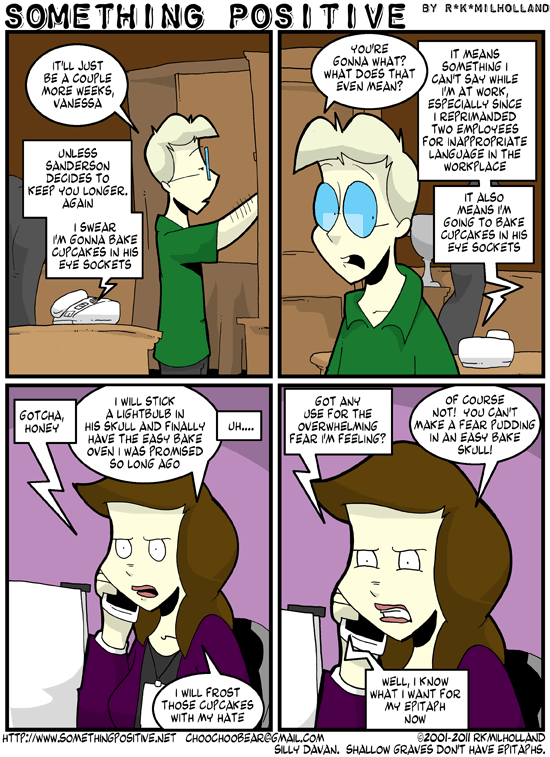 SOMETHING POSITIVE
BY R*K*MILHOLLAND
IT'LL JUST
BE A COUPLE
MORE WEEKS,
VANESSA
UNLESS
SANDERSON
DECIDES TO
KEEP YOU LONGER.
AGAIN
I SWEAR
I'M GONNA BAKE
CUPCAKES IN HIS
EYE SOCKETS
YOU'RE
GONNA WHAT?
WHAT DOES THAT
EVEN MEAN?
IT MEANS
SOMETHING I
CAN'T SAY WHILE
I'M AT WORK,
ESPECIALLY SINCE
I REPRIMANDED
TWO EMPLOYEES
FOR INAPPROPRIATE
LANGUAGE IN THE
WORKPLACE
IT ALSO
MEANS I'M
GOING TO BAKE
CUPCAKES IN HIS
EYE SOCKETS
GOTCHA,
HONEY
I WILL STICK
A LIGHTBULB IN
HIS SKULL AND FINALLY
HAVE THE EASY BAKE
OVEN I WAS PROMISED
SO LONG AGO
UH....
I WILL FROST
THOSE CUPCAKES
WITH MY HATE
GOT ANY
USE FOR THE
OVERWHELMING
FEAR I'M FEELING?
OF COURSE
NOT! YOU CAN'T
MAKE A FEAR PUDDING
IN AN EASY BAKE
SKULL!
WELL, I KNOW
WHAT I WANT FOR
MY EPITAPH
NOW
HTTP://WWW.SOMETHINGPOSITIVE.NET CHOOCHOOBEAR@GMAIL.COM ©2001-2011 RKMILHOLLAND
SILLY DAVAN. SHALLOW GRAVES DON'T HAVE EPITAPHS.